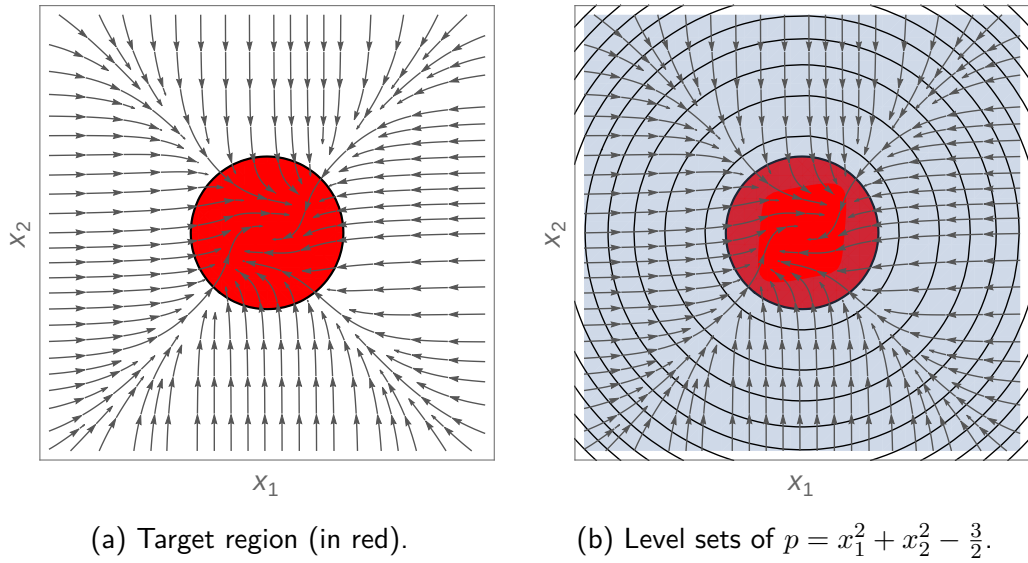 x₂
x₁
(a) Target region (in red).
x₂
x₁
(b) Level sets of p = x₁² + x₂² − 3/2.